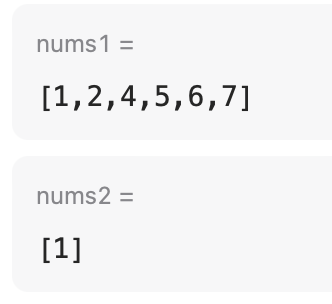 nums1 =
[1,2,4,5,6,7]
nums2 =
[1]